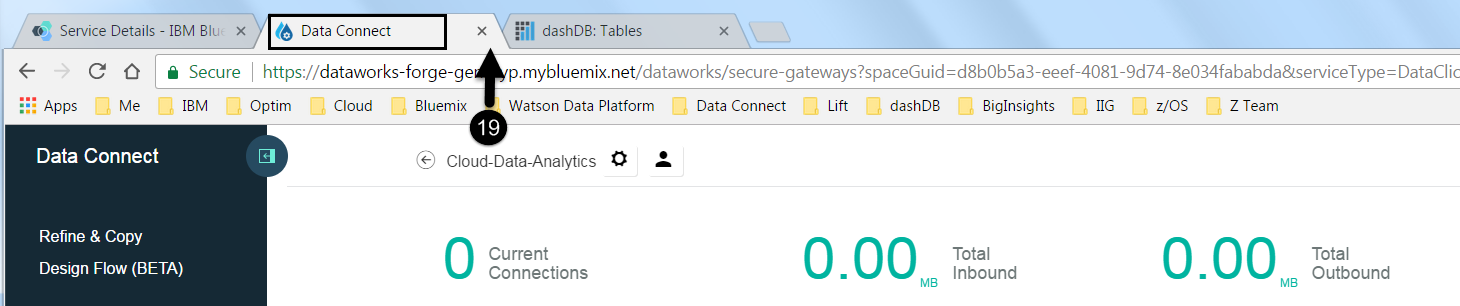 Service Details - IBM Blue
Data Connect
dashDB: Tables
Secure https://dataworks-forge-ger yp.mybluemix.net/dataworks/secure-gateways?spaceGuid=d8b0b5a3-eeef-4081-9d74-8e034fababda&serviceType=DataClic
Apps Me IBM Optim Cloud Bluemix Watson Data Platform Data Connect Lift dashDB BigInsights IIG z/OS Z Team
19
Data Connect
Cloud-Data-Analytics
Refine & Copy
Design Flow (BETA)
0 Current
Connections
0.00 MB Total
Inbound
0.00 MB Total
Outbound